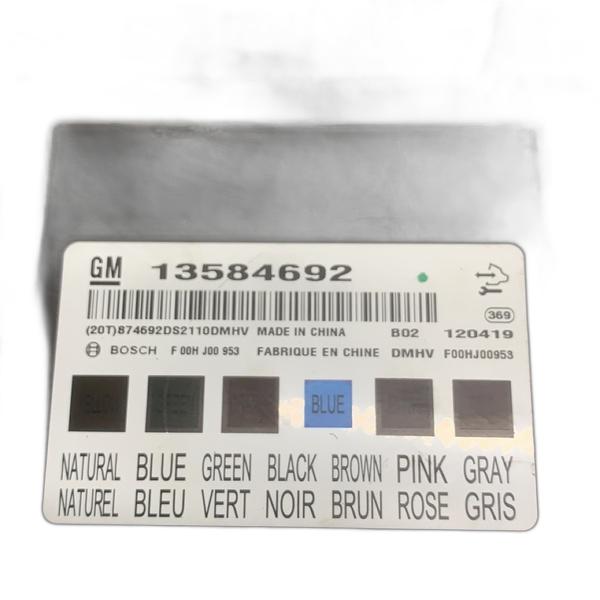 GM 13584692
369
(20T)874692DS2110DMHV MADE IN CHINA B02 120419
BOSCH F 00H J00 953 FABRIQUE EN CHINE DMHV F00HJ00953
BLUE
NATURAL BLUE GREEN BLACK BROWN PINK GRAY
NATUREL BLEU VERT NOIR BRUN ROSE GRIS